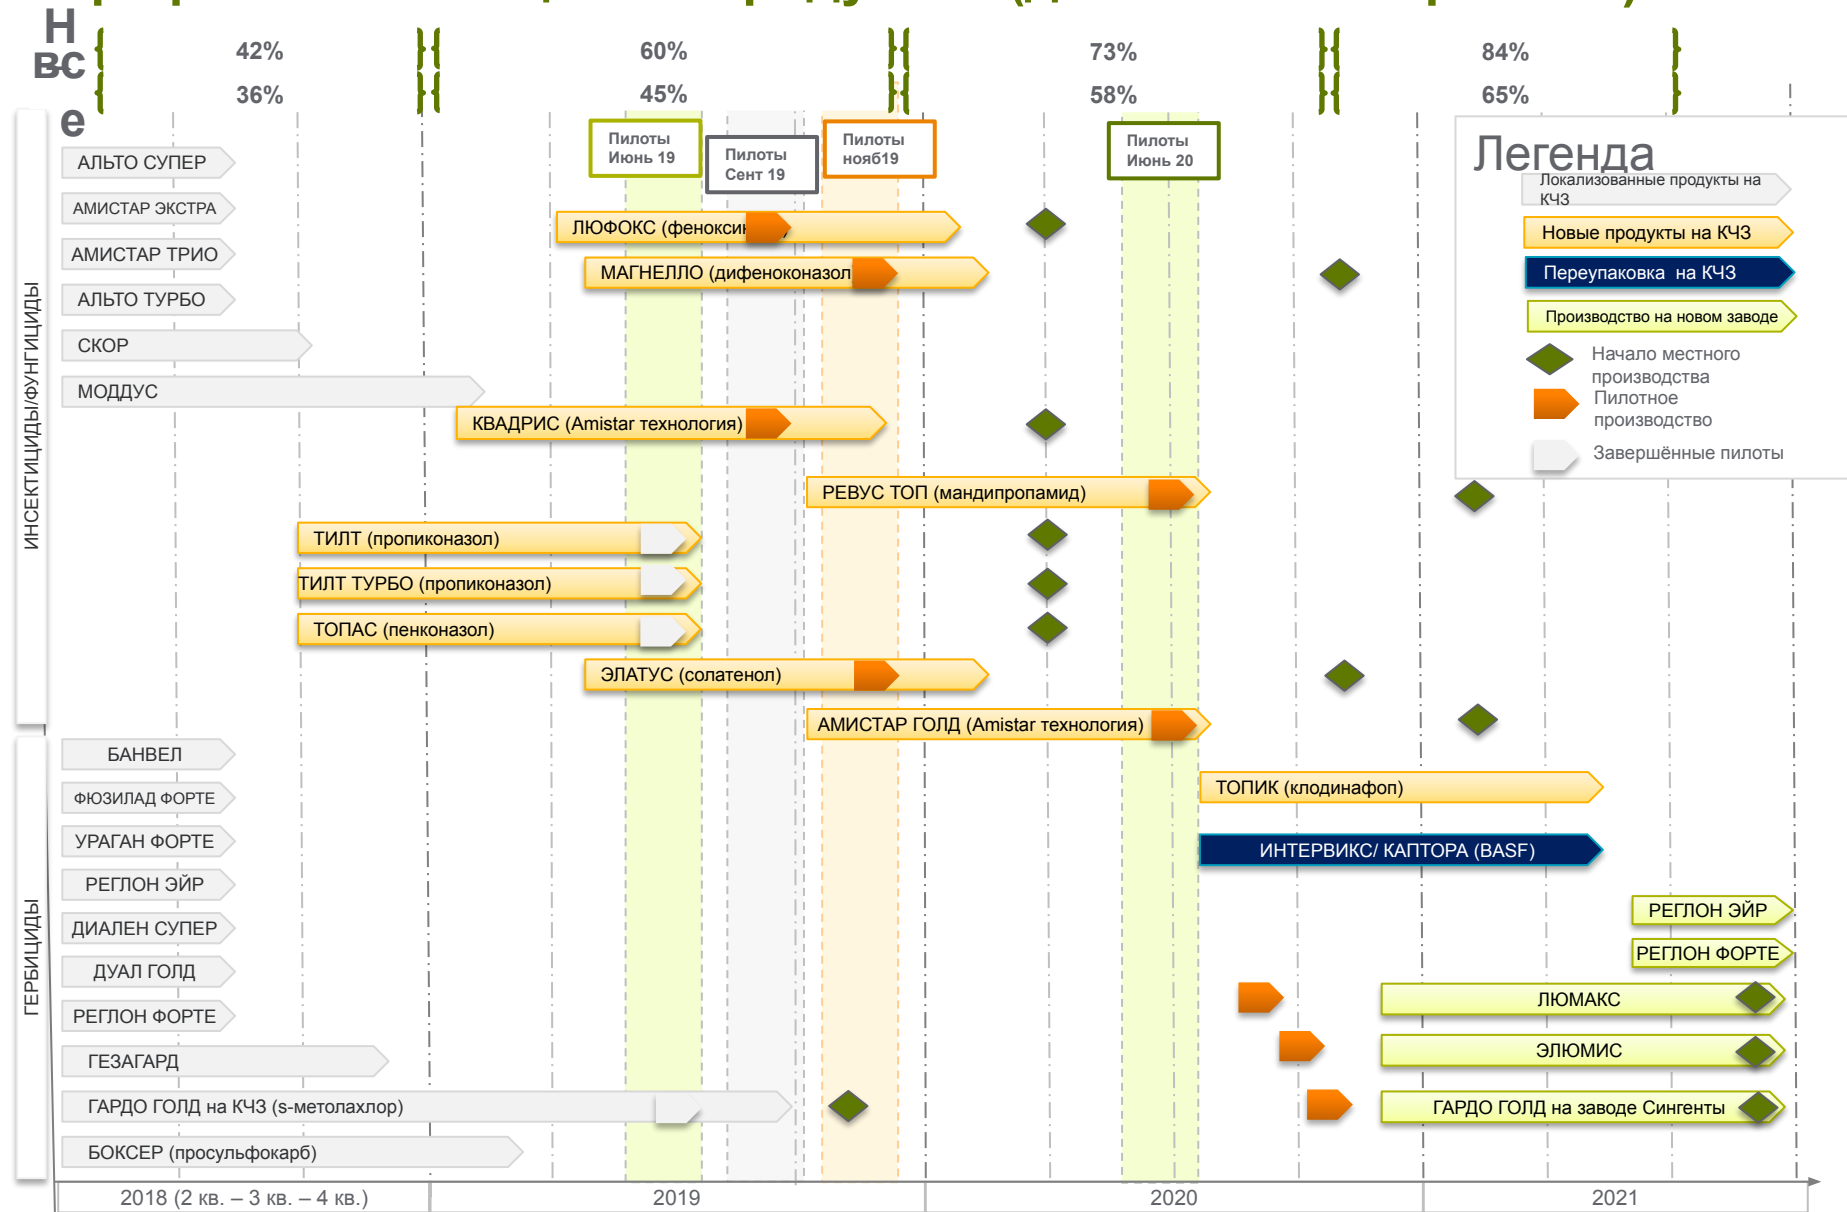 Н
все
42%
60%
73%
84%
36%
45%
58%
65%
Пилоты
Июнь 19
Пилоты
Сент 19
Пилоты
нояб19
Пилоты
Июнь 20
Легенда
Локализованные продукты на
КЧЗ
Новые продукты на КЧЗ
Переупаковка на КЧЗ
Производство на новом заводе
Начало местного
производства
Пилотное
производство
Завершённые пилоты
ИНСЕКТИЦИДЫ/ФУНГИЦИДЫ
АЛЬТО СУПЕР
АМИСТАР ЭКСТРА
ЛЮФОКС (феноксик
АМИСТАР ТРИО
МАГНЕЛЛО (дифеноконазол
АЛЬТО ТУРБО
СКОР
МОДДУС
КВАДРИС (Amistar технология)
РЕВУС ТОП (мандипропамид)
ТИЛТ (пропиконазол)
ТИЛТ ТУРБО (пропиконазол)
ТОПАС (пенконазол)
ЭЛАТУС (солатенол)
АМИСТАР ГОЛД (Amistar технология)
ГЕРБИЦИДЫ
БАНВЕЛ
ФЮЗИЛАД ФОРТЕ
ТОПИК (клодинафоп)
УРАГАН ФОРТЕ
ИНТЕРВИКС/ КАПТОРА (BASF)
РЕГЛОН ЭЙР
РЕГЛОН ЭЙР
ДИАЛЕН СУПЕР
РЕГЛОН ФОРТЕ
ДУАЛ ГОЛД
ЛЮМАКС
РЕГЛОН ФОРТЕ
ЭЛЮМИС
ГЕЗАГАРД
ГАРДО ГОЛД на КЧЗ (s-метолахлор)
ГАРДО ГОЛД на заводе Сингенты
БОКСЕР (просульфокарб)
2018 (2 кв. – 3 кв. – 4 кв.)
2019
2020
2021